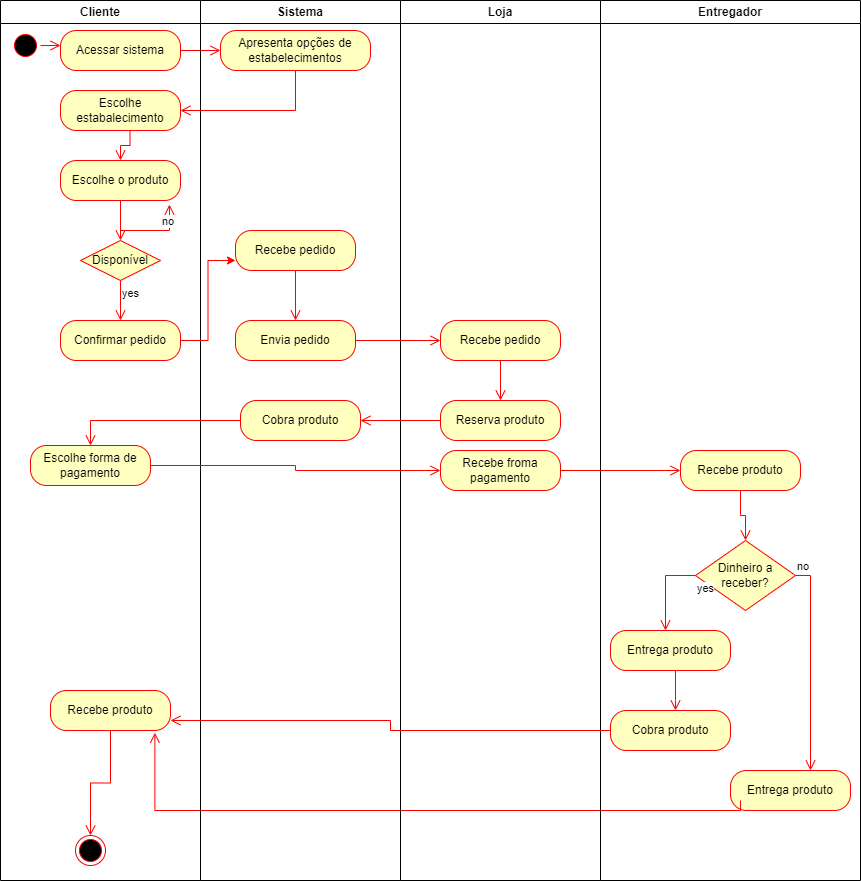 Cliente
Sistema
Loja
Entregador
Acessar sistema
Apresenta opções de
estabelecimentos
Escolhe
estabalecimento
Escolhe o produto
no
Disponível
yes
Recebe pedido
Confirmar pedido
Envia pedido
Recebe pedido
Cobra produto
Reserva produto
Escolhe forma de
pagamento
Recebe froma
pagamento
Recebe produto
Dinheiro a
receber?
no
yes
Entrega produto
Recebe produto
Cobra produto
Entrega produto